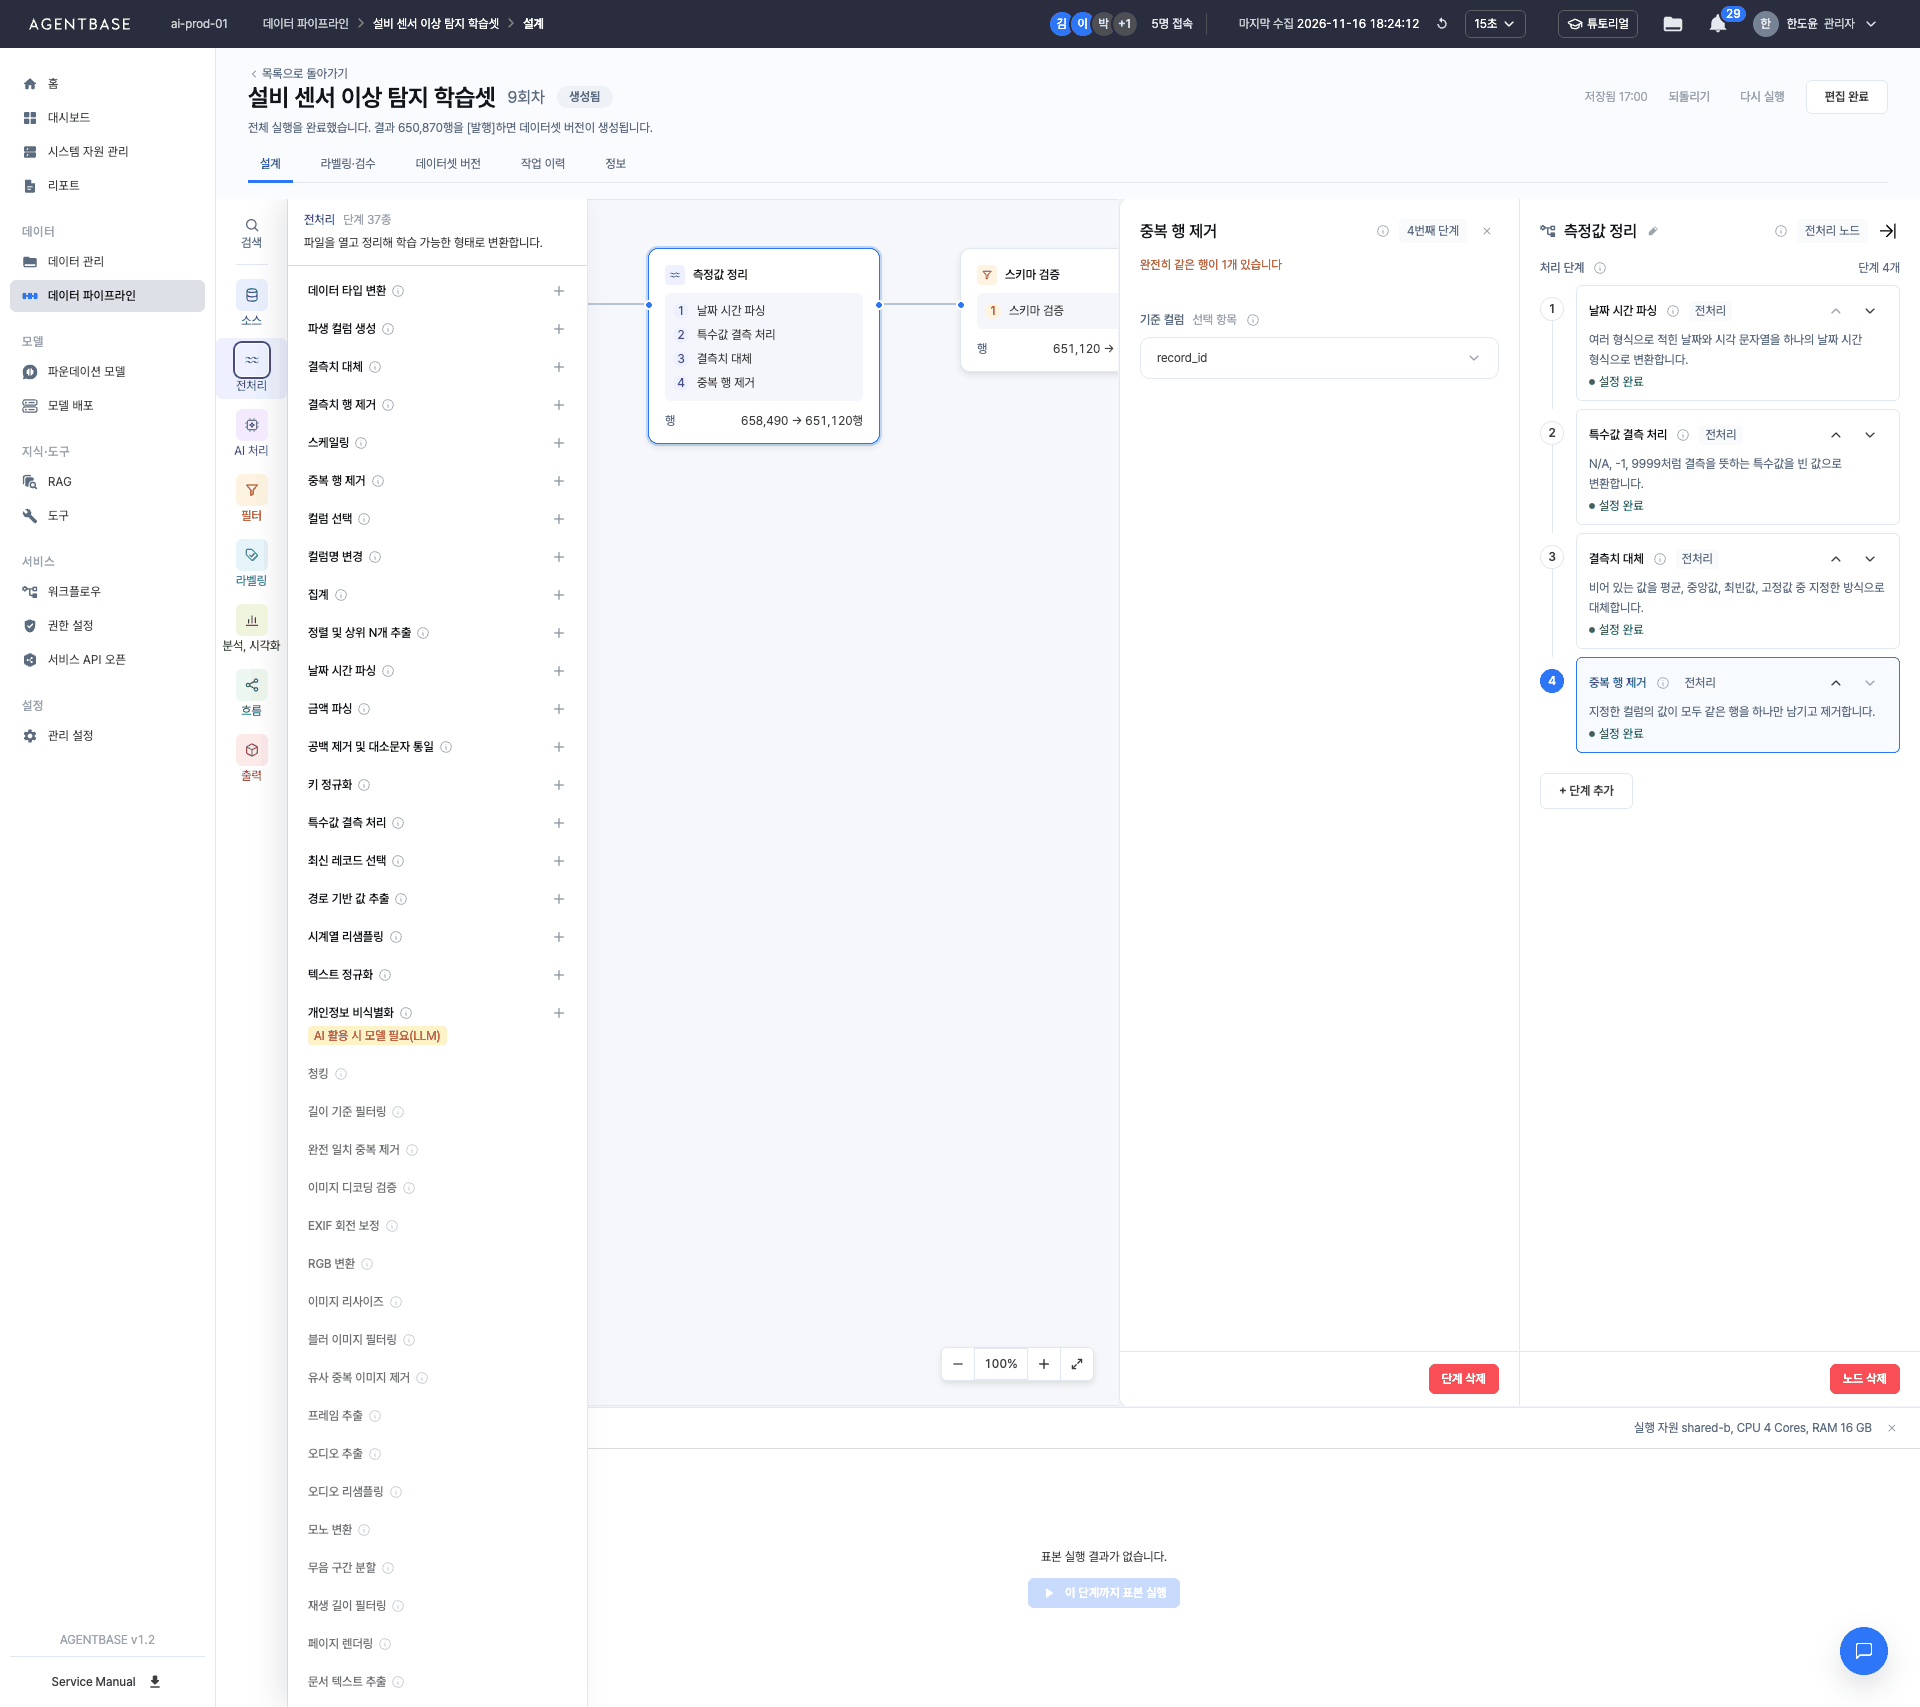 AGENTBASE
ai-prod-01
데이터 파이프라인 > 설비 센서 이상 탐지 학습셋 > 설계
김 이 박 +1 5명 접속
마지막 수집 2026-11-16 18:24:12
15초
튜토리얼
29
한 한도윤 관리자
홈
대시보드
시스템 자원 관리
리포트
데이터
데이터 관리
데이터 파이프라인
모델
파운데이션 모델
모델 배포
지식·도구
RAG
도구
서비스
워크플로우
권한 설정
서비스 API 오픈
설정
관리 설정
AGENTBASE v1.2
Service Manual
목록으로 돌아가기
설비 센서 이상 탐지 학습셋 9회차 생성됨
전체 실행을 완료했습니다. 결과 650,870행을 [발행]하면 데이터셋 버전이 생성됩니다.
저장됨 17:00 되돌리기 다시 실행 편집 완료
설계 라벨링·검수 데이터셋 버전 작업 이력 정보
검색
소스
전처리
AI 처리
필터
라벨링
분석, 시각화
흐름
출력
전처리 단계 37종
파일을 열고 정리해 학습 가능한 형태로 변환합니다.
데이터 타입 변환
파생 컬럼 생성
결측치 대체
결측치 행 제거
스케일링
중복 행 제거
컬럼 선택
컬럼명 변경
집계
정렬 및 상위 N개 추출
날짜 시간 파싱
금액 파싱
공백 제거 및 대소문자 통일
키 정규화
특수값 결측 처리
최신 레코드 선택
경로 기반 값 추출
시계열 리샘플링
텍스트 정규화
개인정보 비식별화
AI 활용 시 모델 필요(LLM)
청킹
길이 기준 필터링
완전 일치 중복 제거
이미지 디코딩 검증
EXIF 회전 보정
RGB 변환
이미지 리사이즈
블러 이미지 필터링
유사 중복 이미지 제거
프레임 추출
오디오 추출
오디오 리샘플링
모노 변환
무음 구간 분할
재생 길이 필터링
페이지 렌더링
문서 텍스트 추출
측정값 정리
1 날짜 시간 파싱
2 특수값 결측 처리
3 결측치 대체
4 중복 행 제거
행 658,490 → 651,120행
스키마 검증
1 스키마 검증
행 651,120 →
100%
중복 행 제거 4번째 단계
완전히 같은 행이 1개 있습니다
기준 컬럼 선택 항목
record_id
단계 삭제
측정값 정리 전처리 노드
처리 단계 단계 4개
1 날짜 시간 파싱 전처리
여러 형식으로 적힌 날짜와 시각 문자열을 하나의 날짜 시간
형식으로 변환합니다.
설정 완료
2 특수값 결측 처리 전처리
N/A, -1, 9999처럼 결측을 뜻하는 특수값을 빈 값으로
변환합니다.
설정 완료
3 결측치 대체 전처리
비어 있는 값을 평균, 중앙값, 최빈값, 고정값 중 지정한 방식으로
대체합니다.
설정 완료
4 중복 행 제거 전처리
지정한 컬럼의 값이 모두 같은 행을 하나만 남기고 제거합니다.
설정 완료
+ 단계 추가
노드 삭제
실행 자원 shared-b, CPU 4 Cores, RAM 16 GB
표본 실행 결과가 없습니다.
이 단계까지 표본 실행